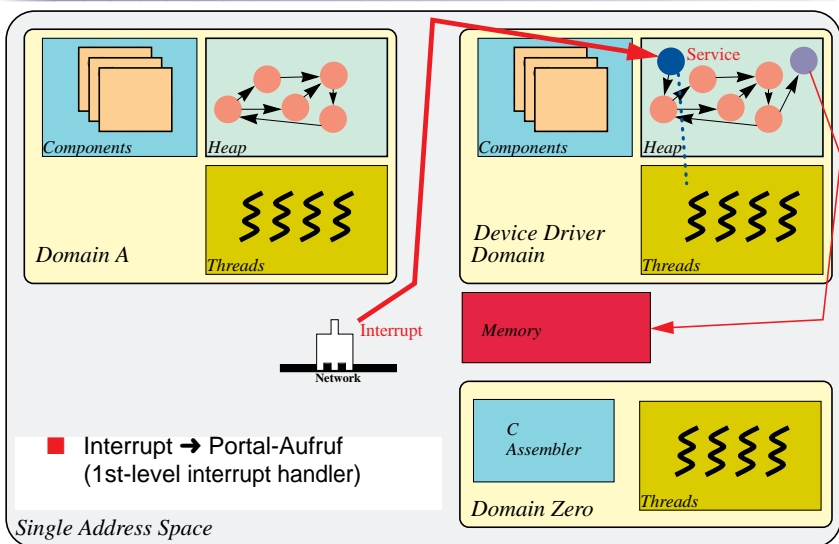 Components
Heap
Threads
Domain A
Service
Components
Heap
Threads
Device Driver
Domain
Interrupt
Network
Memory
C
Assembler
Threads
Domain Zero
■ Interrupt ➔ Portal-Aufruf
(1st-level interrupt handler)
Single Address Space